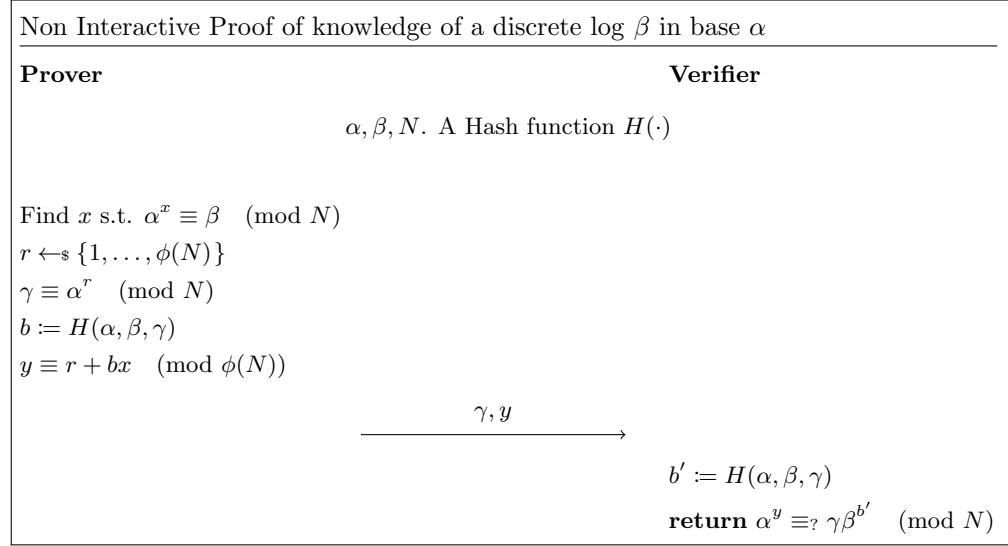 Non Interactive Proof of knowledge of a discrete log β in base α
Prover Verifier
α, β, N. A Hash function H(·)
Find x s.t. α^x ≡ β (mod N)
r ←$ {1, . . . , ϕ(N)}
γ ≡ α^r (mod N)
b ≔ H(α, β, γ)
y ≡ r + bx (mod ϕ(N))
γ, y
b′ ≔ H(α, β, γ)
return α^y ≡? γβ^b′ (mod N)